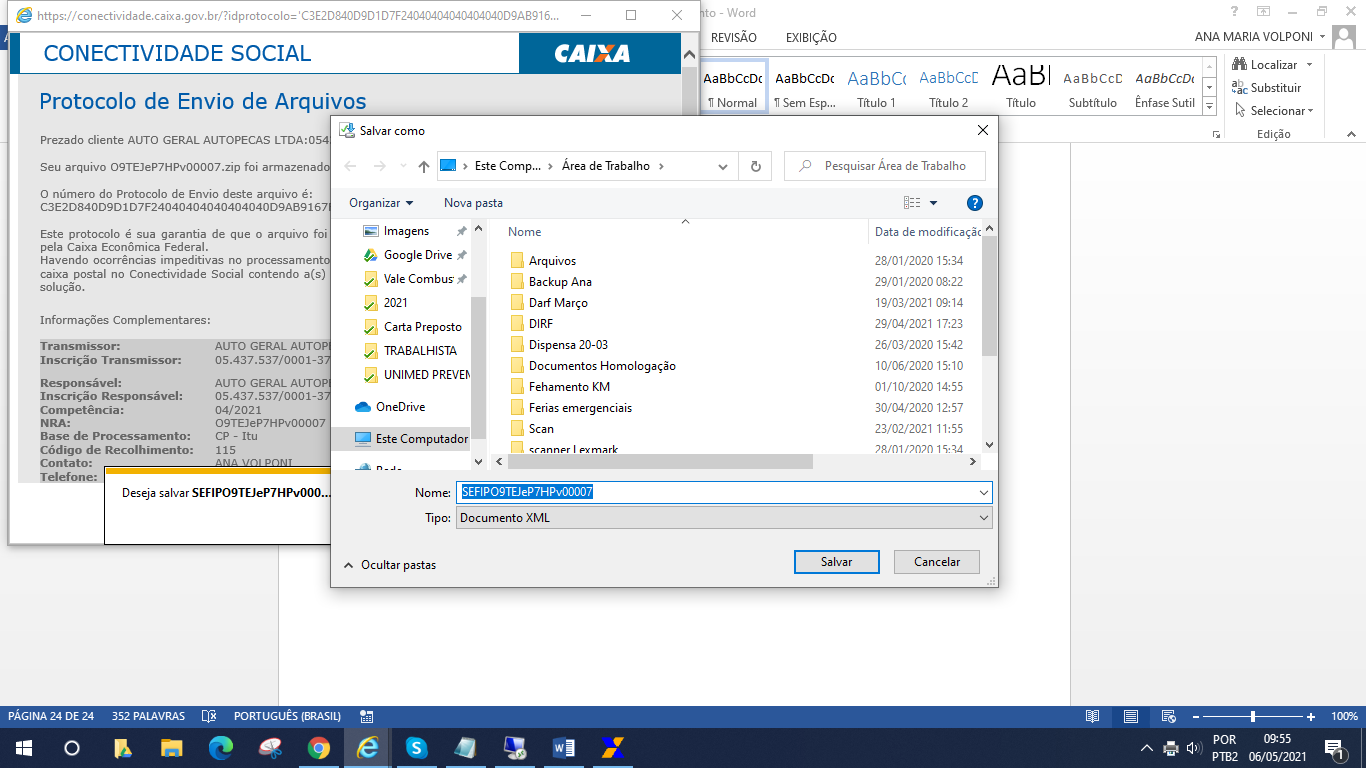 https://conectividade.caixa.gov.br/?idprotocolo='C3E2D840D9D1D7F2404040404040404040D9AB916...
nto - Word
REVISÃO
EXIBIÇÃO
ANA MARIA VOLPONI
CONECTIVIDADE SOCIAL
CAIXA
Protocolo de Envio de Arquivos
Prezado cliente AUTO GERAL AUTOPECAS LTDA:054
Seu arquivo O9TEJeP7HPv00007.zip foi armazenado
O número do Protocolo de Envio deste arquivo é:
C3E2D840D9D1D7F2404040404040404040D9AB9167
Este protocolo é sua garantia de que o arquivo foi
pela Caixa Econômica Federal.
Havendo ocorrências impeditivas no processamento
caixa postal no Conectividade Social contendo a(s)
solução.
Informações Complementares:
Transmissor: AUTO GERAL AUTOP
Inscrição Transmissor: 05.437.537/0001-37
Responsável: AUTO GERAL AUTOP
Inscrição Responsável: 05.437.537/0001-37
Competência: 04/2021
NRA: O9TEJeP7HPv00007
Base de Processamento: CP - Itu
Código de Recolhimento: 115
Contato: ANA VOLPONI
Telefone:
Deseja salvar SEFIPO9TEJeP7HPv000...
AaBbCcDc
¶ Normal
AaBbCcDc
¶ Sem Esp...
AaBbCc
Título 1
AaBbCcD
Título 2
AaB
Título
AaBbCcD
Subtítulo
AaBbCcDc
Ênfase Sutil
Localizar
Substituir
Selecionar
Edição
Salvar como
Este Comp... › Área de Trabalho ›
Pesquisar Área de Trabalho
Organizar
Nova pasta
Imagens
Google Drive
Vale Combus
2021
Carta Preposto
TRABALHISTA
UNIMED PREVEN
OneDrive
Este Computador
Rede
Nome
Data de modificação
Arquivos 28/01/2020 15:34
Backup Ana 29/01/2020 08:22
Darf Março 19/03/2021 09:14
DIRF 29/04/2021 17:23
Dispensa 20-03 26/03/2020 15:42
Documentos Homologação 10/06/2020 15:10
Fehamento KM 01/10/2020 14:55
Ferias emergenciais 30/04/2020 12:57
Scan 23/02/2021 11:55
scanner Lexmark 28/01/2020 15:34
Nome: SEFIPO9TEJeP7HPv00007
Tipo: Documento XML
Ocultar pastas
Salvar
Cancelar
PÁGINA 24 DE 24
352 PALAVRAS
PORTUGUÊS (BRASIL)
100%
POR
PTB2
09:55
06/05/2021
1